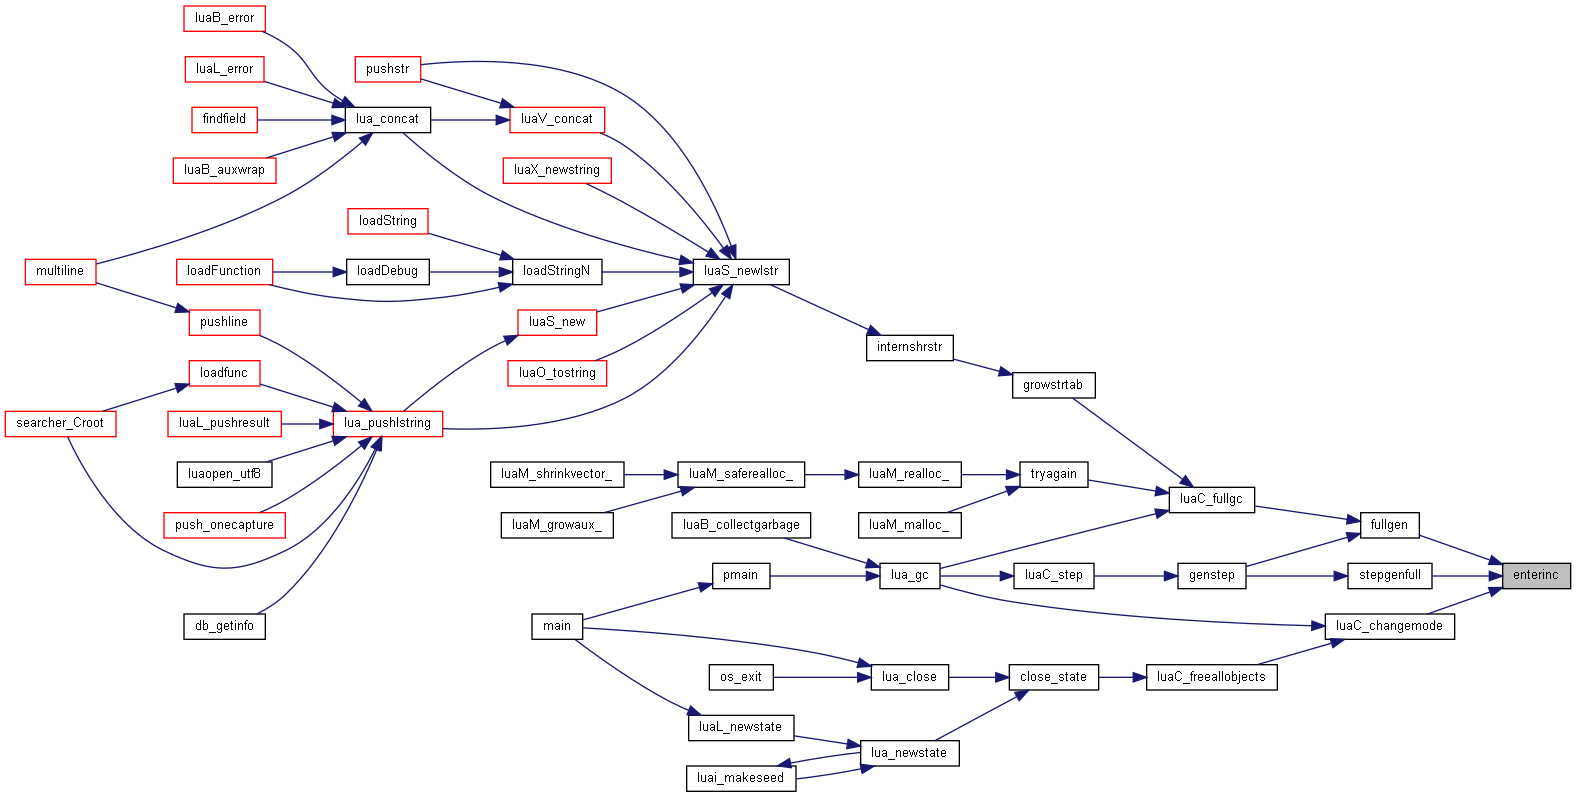 luaB_error
luaL_error
pushstr
findfield
lua_concat
luaV_concat
luaB_auxwrap
luaX_newstring
loadString
multiline
loadFunction
loadDebug
loadStringN
luaS_newlstr
pushline
luaS_new
internshrstr
loadfunc
luaO_tostring
growstrtab
searcher_Croot
luaL_pushresult
lua_pushlstring
luaopen_utf8
luaM_shrinkvector_
luaM_saferealloc_
luaM_realloc_
tryagain
luaC_fullgc
push_onecapture
luaM_growaux_
luaB_collectgarbage
luaM_malloc_
fullgen
pmain
lua_gc
luaC_step
genstep
stepgenfull
enterinc
db_getinfo
main
luaC_changemode
os_exit
lua_close
close_state
luaC_freeallobjects
luaL_newstate
lua_newstate
luai_makeseed